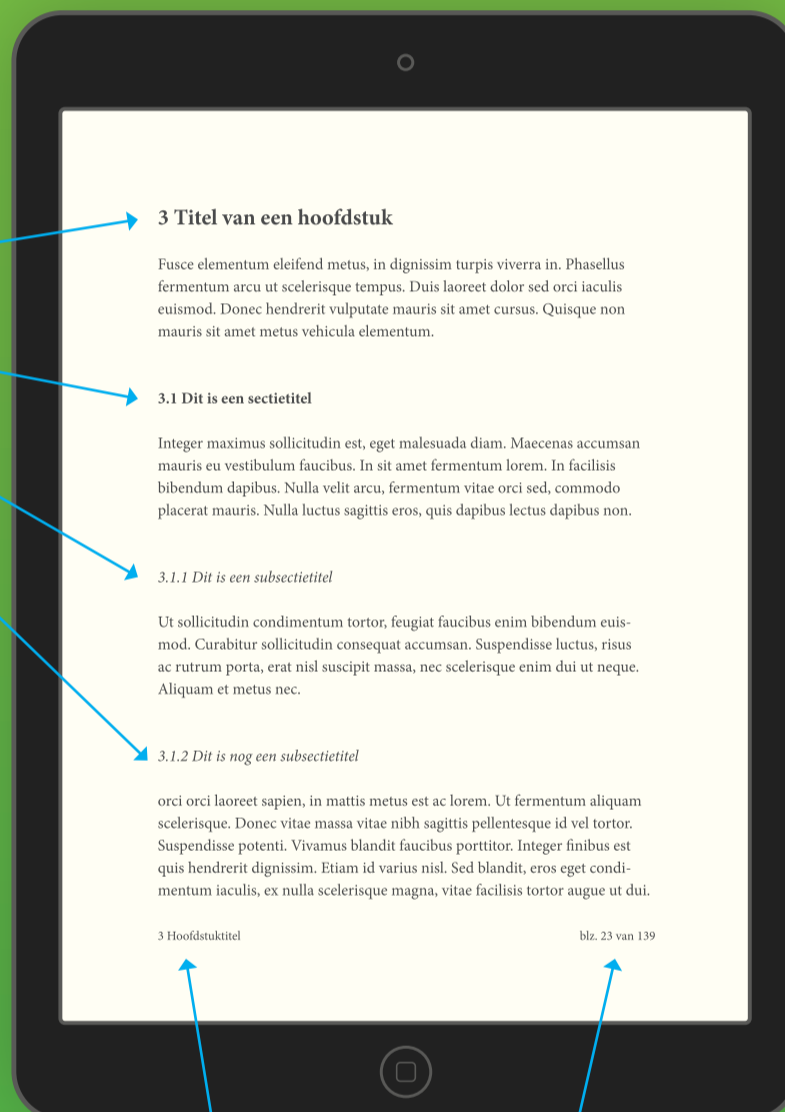 3 Titel van een hoofdstuk
Fusce elementum eleifend metus, in dignissim turpis viverra in. Phasellus
fermentum arcu ut scelerisque tempus. Duis laoreet dolor sed orci iaculis
euismod. Donec hendrerit vulputate mauris sit amet cursus. Quisque non
mauris sit amet metus vehicula elementum.
3.1 Dit is een sectietitel
Integer maximus sollicitudin est, eget malesuada diam. Maecenas accumsan
mauris eu vestibulum faucibus. In sit amet fermentum lorem. In facilisis
bibendum dapibus. Nulla velit arcu, fermentum vitae orci sed, commodo
placerat mauris. Nulla luctus sagittis eros, quis dapibus lectus dapibus non.
3.1.1 Dit is een subsectietitel
Ut sollicitudin condimentum tortor, feugiat faucibus enim bibendum euis-
mod. Curabitur sollicitudin consequat accumsan. Suspendisse luctus, risus
ac rutrum porta, erat nisl suscipit massa, nec scelerisque enim dui ut neque.
Aliquam et metus nec.
3.1.2 Dit is nog een subsectietitel
orci orci laoreet sapien, in mattis metus est ac lorem. Ut fermentum aliquam
scelerisque. Donec vitae massa vitae nibh sagittis pellentesque id vel tortor.
Suspendisse potenti. Vivamus blandit faucibus porttitor. Integer finibus est
quis hendrerit dignissim. Etiam id varius nisl. Sed blandit, eros eget condi-
mentum iaculis, ex nulla scelerisque magna, vitae facilisis tortor augue ut dui.
3 Hoofdstuktitel
blz. 23 van 139